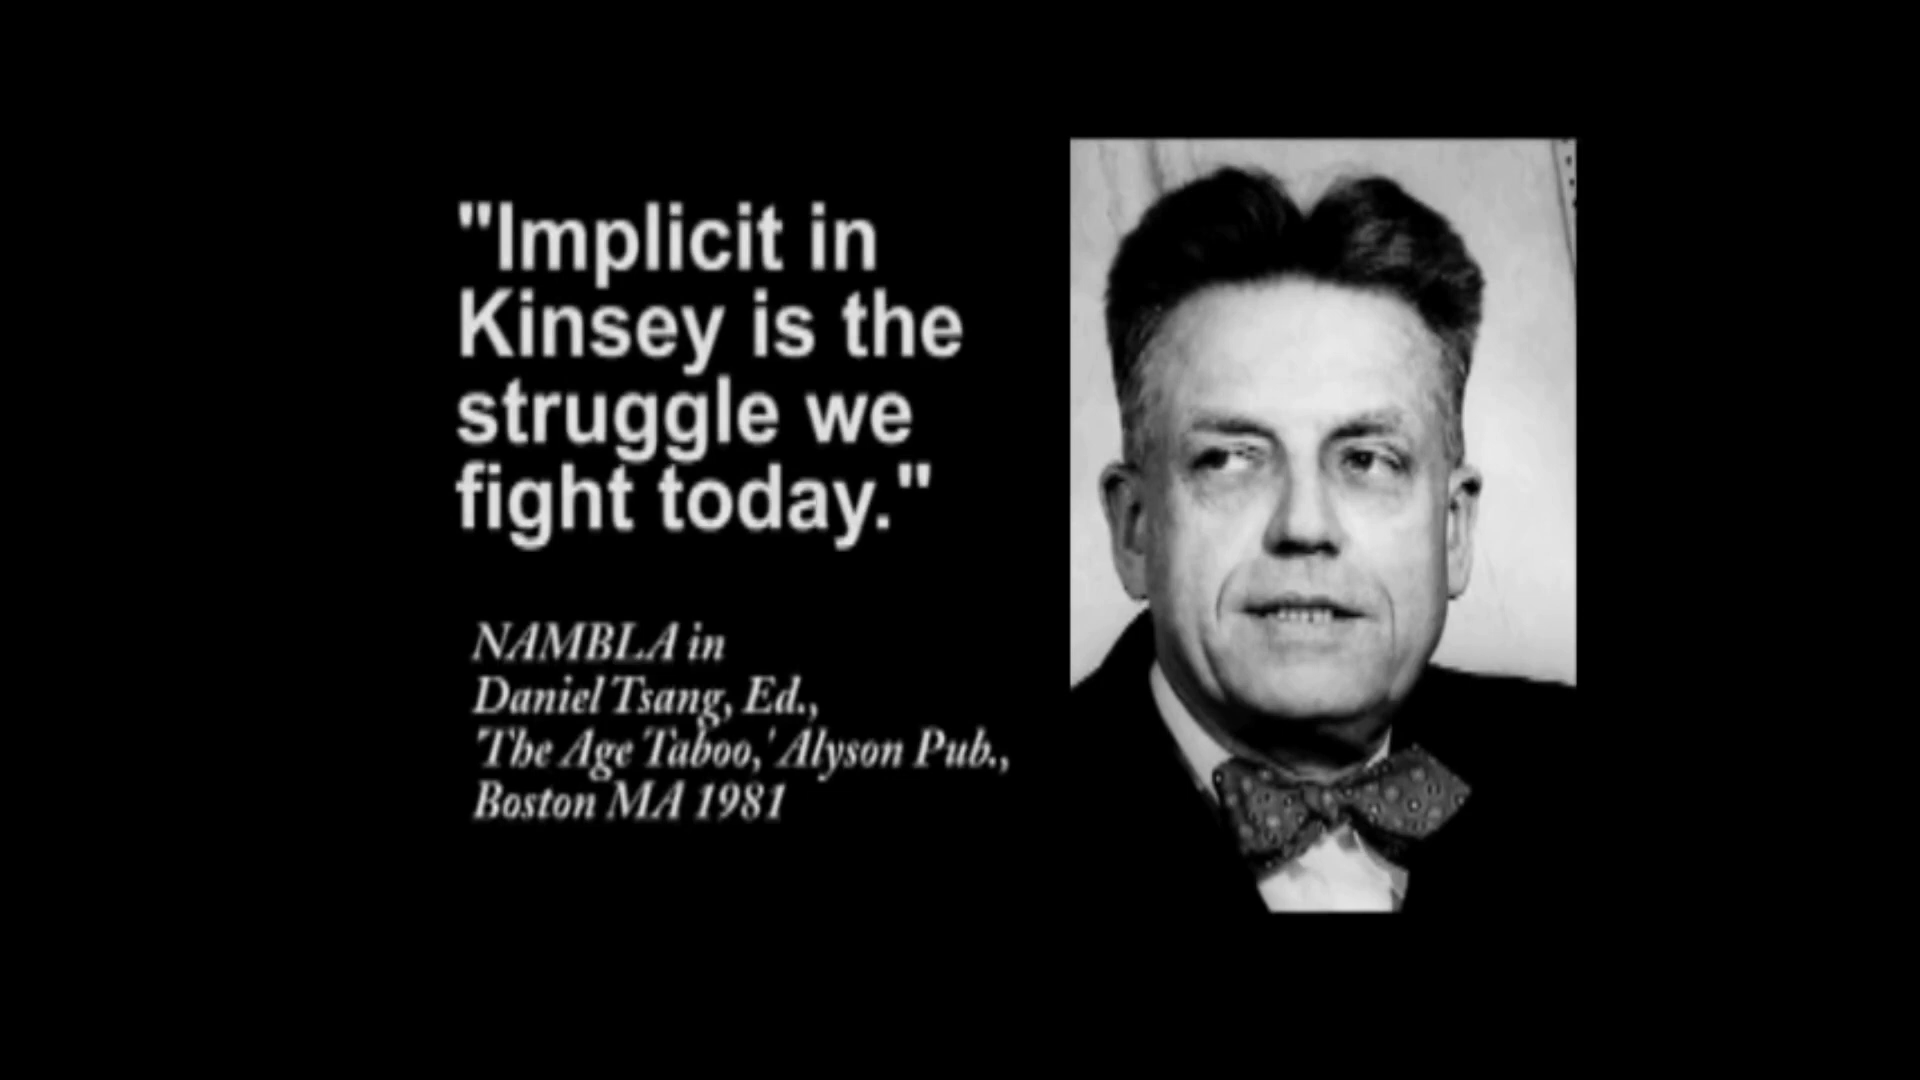 "Implicit in
Kinsey is the
struggle we
fight today."
NAMBLA in
Daniel Tsang, Ed.,
'The Age Taboo,' Alyson Pub.,
Boston MA 1981